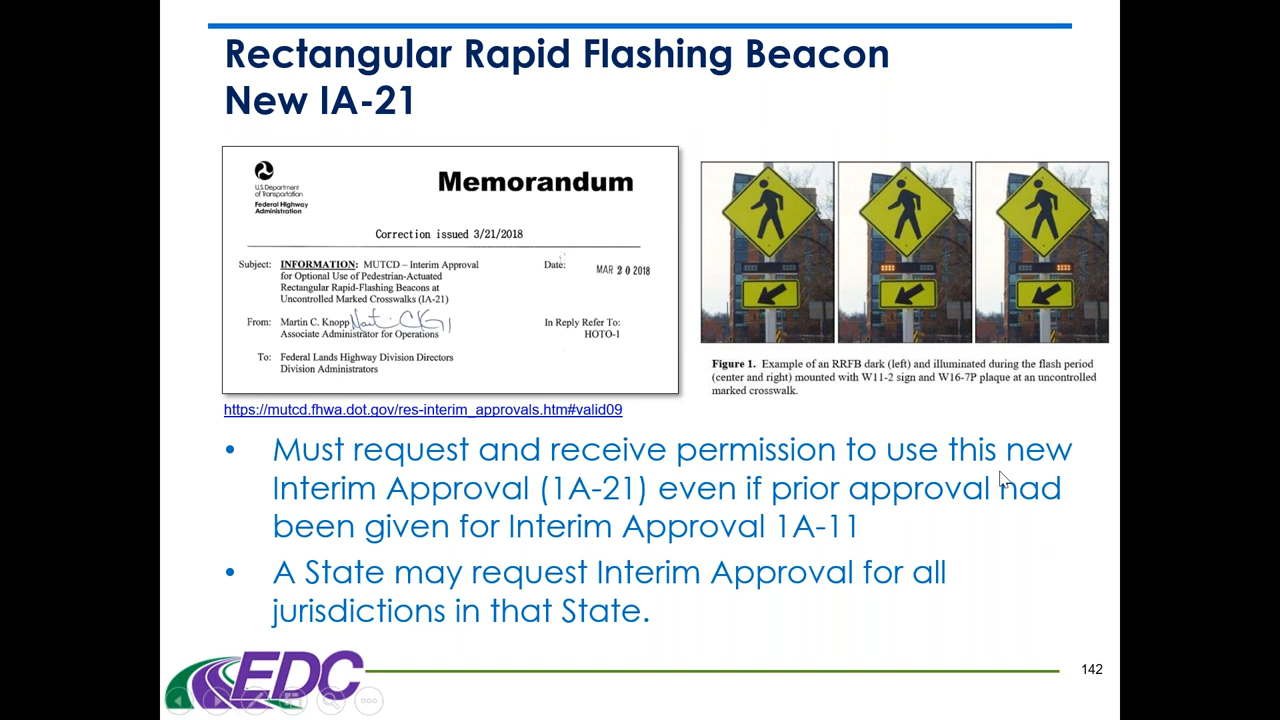 Rectangular Rapid Flashing Beacon
New IA-21
Memorandum
U.S. Department
of Transportation
Federal Highway
Administration
Correction issued 3/21/2018
Subject: INFORMATION: MUTCD – Interim Approval
for Optional Use of Pedestrian-Actuated
Rectangular Rapid-Flashing Beacons at
Uncontrolled Marked Crosswalks (IA-21)
Date: MAR 20 2018
From: Martin C. Knopp
Associate Administrator for Operations
In Reply Refer To:
HOTO-1
To: Federal Lands Highway Division Directors
Division Administrators
Figure 1. Example of an RRFB dark (left) and illuminated during the flash period
(center and right) mounted with W11-2 sign and W16-7P plaque at an uncontrolled
marked crosswalk.
https://mutcd.fhwa.dot.gov/res-interim_approvals.htm#valid09
• Must request and receive permission to use this new
Interim Approval (1A-21) even if prior approval had
been given for Interim Approval 1A-11
• A State may request Interim Approval for all
jurisdictions in that State.
EDC
142